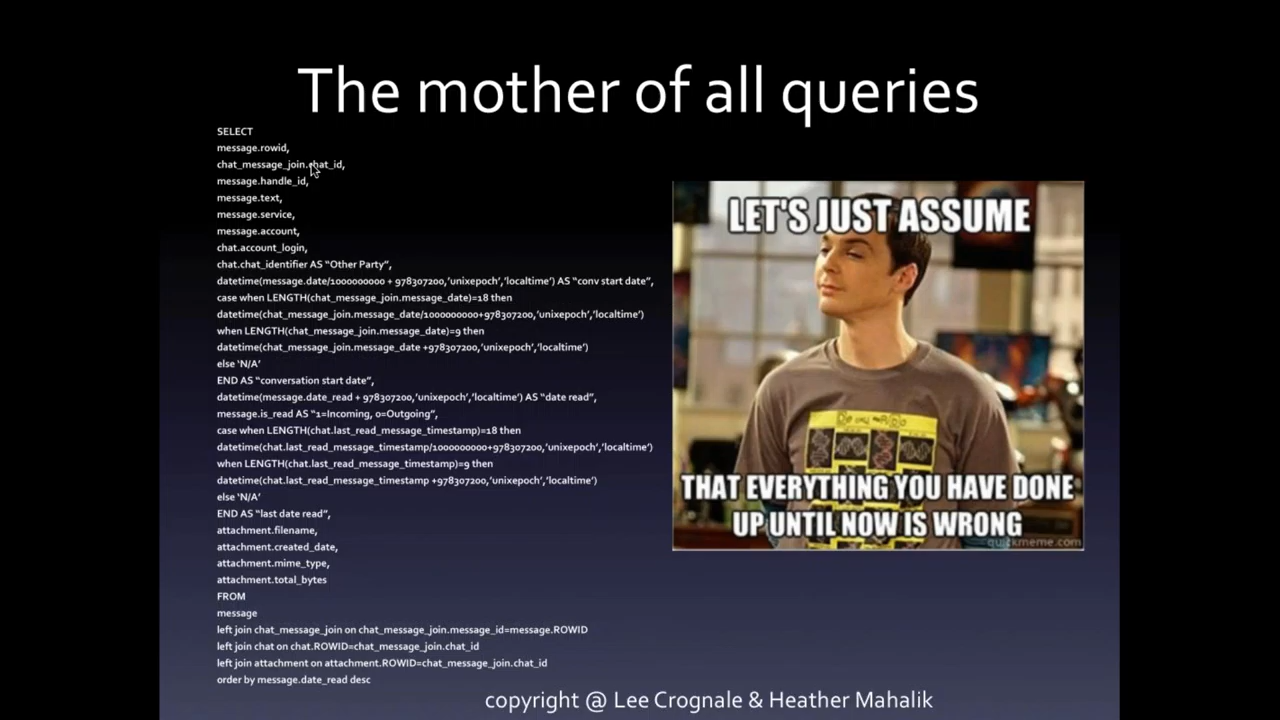 The mother of all queries
SELECT
message.rowid,
chat_message_join.chat_id,
message.handle_id,
message.text,
message.service,
message.account,
chat.account_login,
chat.chat_identifier AS “Other Party”,
datetime(message.date/1000000000 + 978307200,'unixepoch','localtime') AS “conv start date”,
case when LENGTH(chat_message_join.message_date)=18 then
datetime(chat_message_join.message_date/1000000000+978307200,'unixepoch','localtime')
when LENGTH(chat_message_join.message_date)=9 then
datetime(chat_message_join.message_date +978307200,'unixepoch','localtime')
else 'N/A'
END AS “conversation start date”,
datetime(message.date_read + 978307200,'unixepoch','localtime') AS “date read”,
message.is_read AS “1=Incoming, 0=Outgoing”,
case when LENGTH(chat.last_read_message_timestamp)=18 then
datetime(chat.last_read_message_timestamp/1000000000+978307200,'unixepoch','localtime')
when LENGTH(chat.last_read_message_timestamp)=9 then
datetime(chat.last_read_message_timestamp +978307200,'unixepoch','localtime')
else 'N/A'
END AS “last date read”,
attachment.filename,
attachment.created_date,
attachment.mime_type,
attachment.total_bytes
FROM
message
left join chat_message_join on chat_message_join.message_id=message.ROWID
left join chat on chat.ROWID=chat_message_join.chat_id
left join attachment on attachment.ROWID=chat_message_join.chat_id
order by message.date_read desc
LET'S JUST ASSUME
THAT EVERYTHING YOU HAVE DONE
UP UNTIL NOW IS WRONG
quickmeme.com
copyright @ Lee Crognale & Heather Mahalik